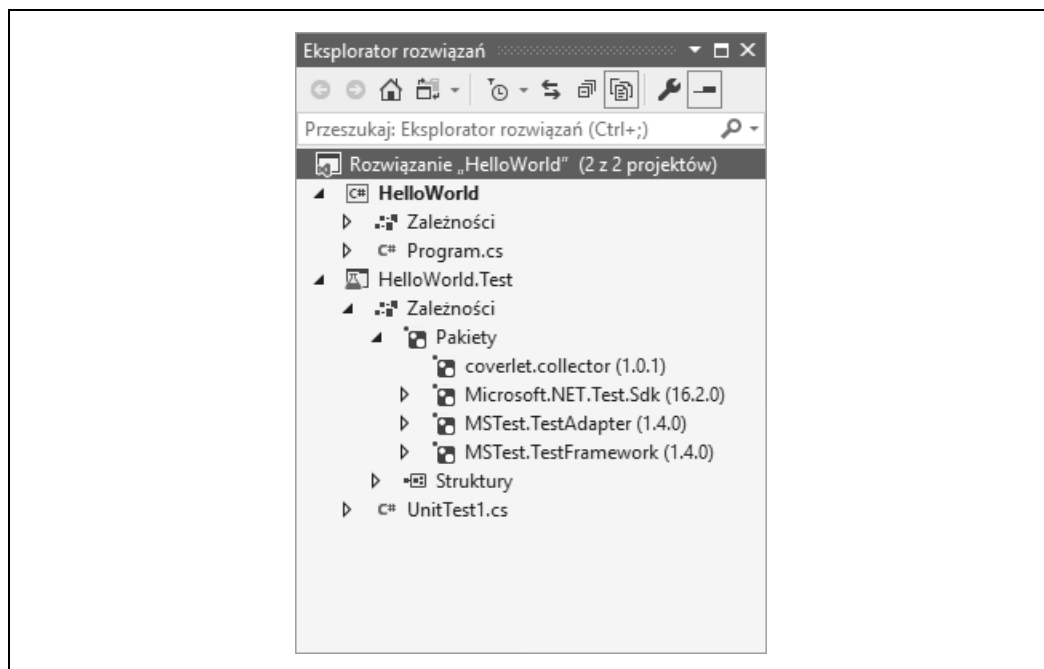 Eksplorator rozwiązań
Przeszukaj: Eksplorator rozwiązań (Ctrl+;)
Rozwiązanie „HelloWorld” (2 z 2 projektów)
C# HelloWorld
Zależności
C# Program.cs
HelloWorld.Test
Zależności
Pakiety
coverlet.collector (1.0.1)
Microsoft.NET.Test.Sdk (16.2.0)
MSTest.TestAdapter (1.4.0)
MSTest.TestFramework (1.4.0)
Struktury
C# UnitTest1.cs